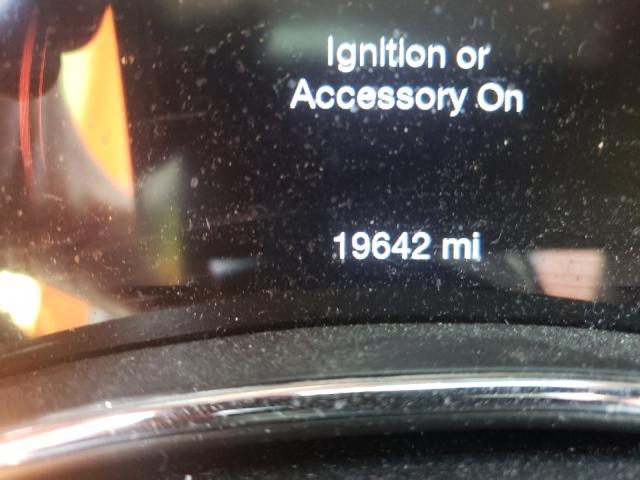 Ignition or
Accessory On
19642 mi